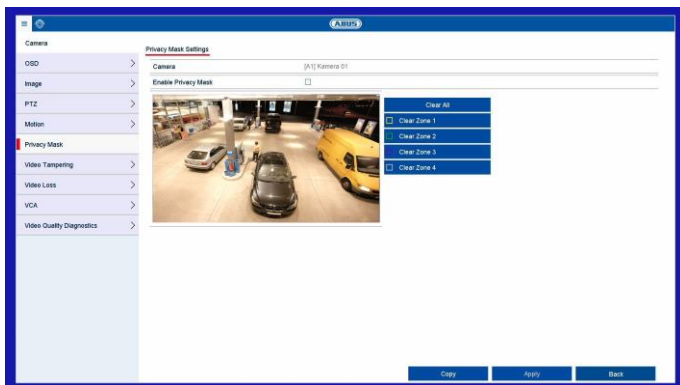 ABUS
Camera
OSD
Image
PTZ
Motion
Privacy Mask
Video Tampering
Video Loss
VCA
Video Quality Diagnostics
Privacy Mask Settings
Camera [A1] Kamera 01
Enable Privacy Mask
Clear All
Clear Zone 1
Clear Zone 2
Clear Zone 3
Clear Zone 4
Copy Apply Back